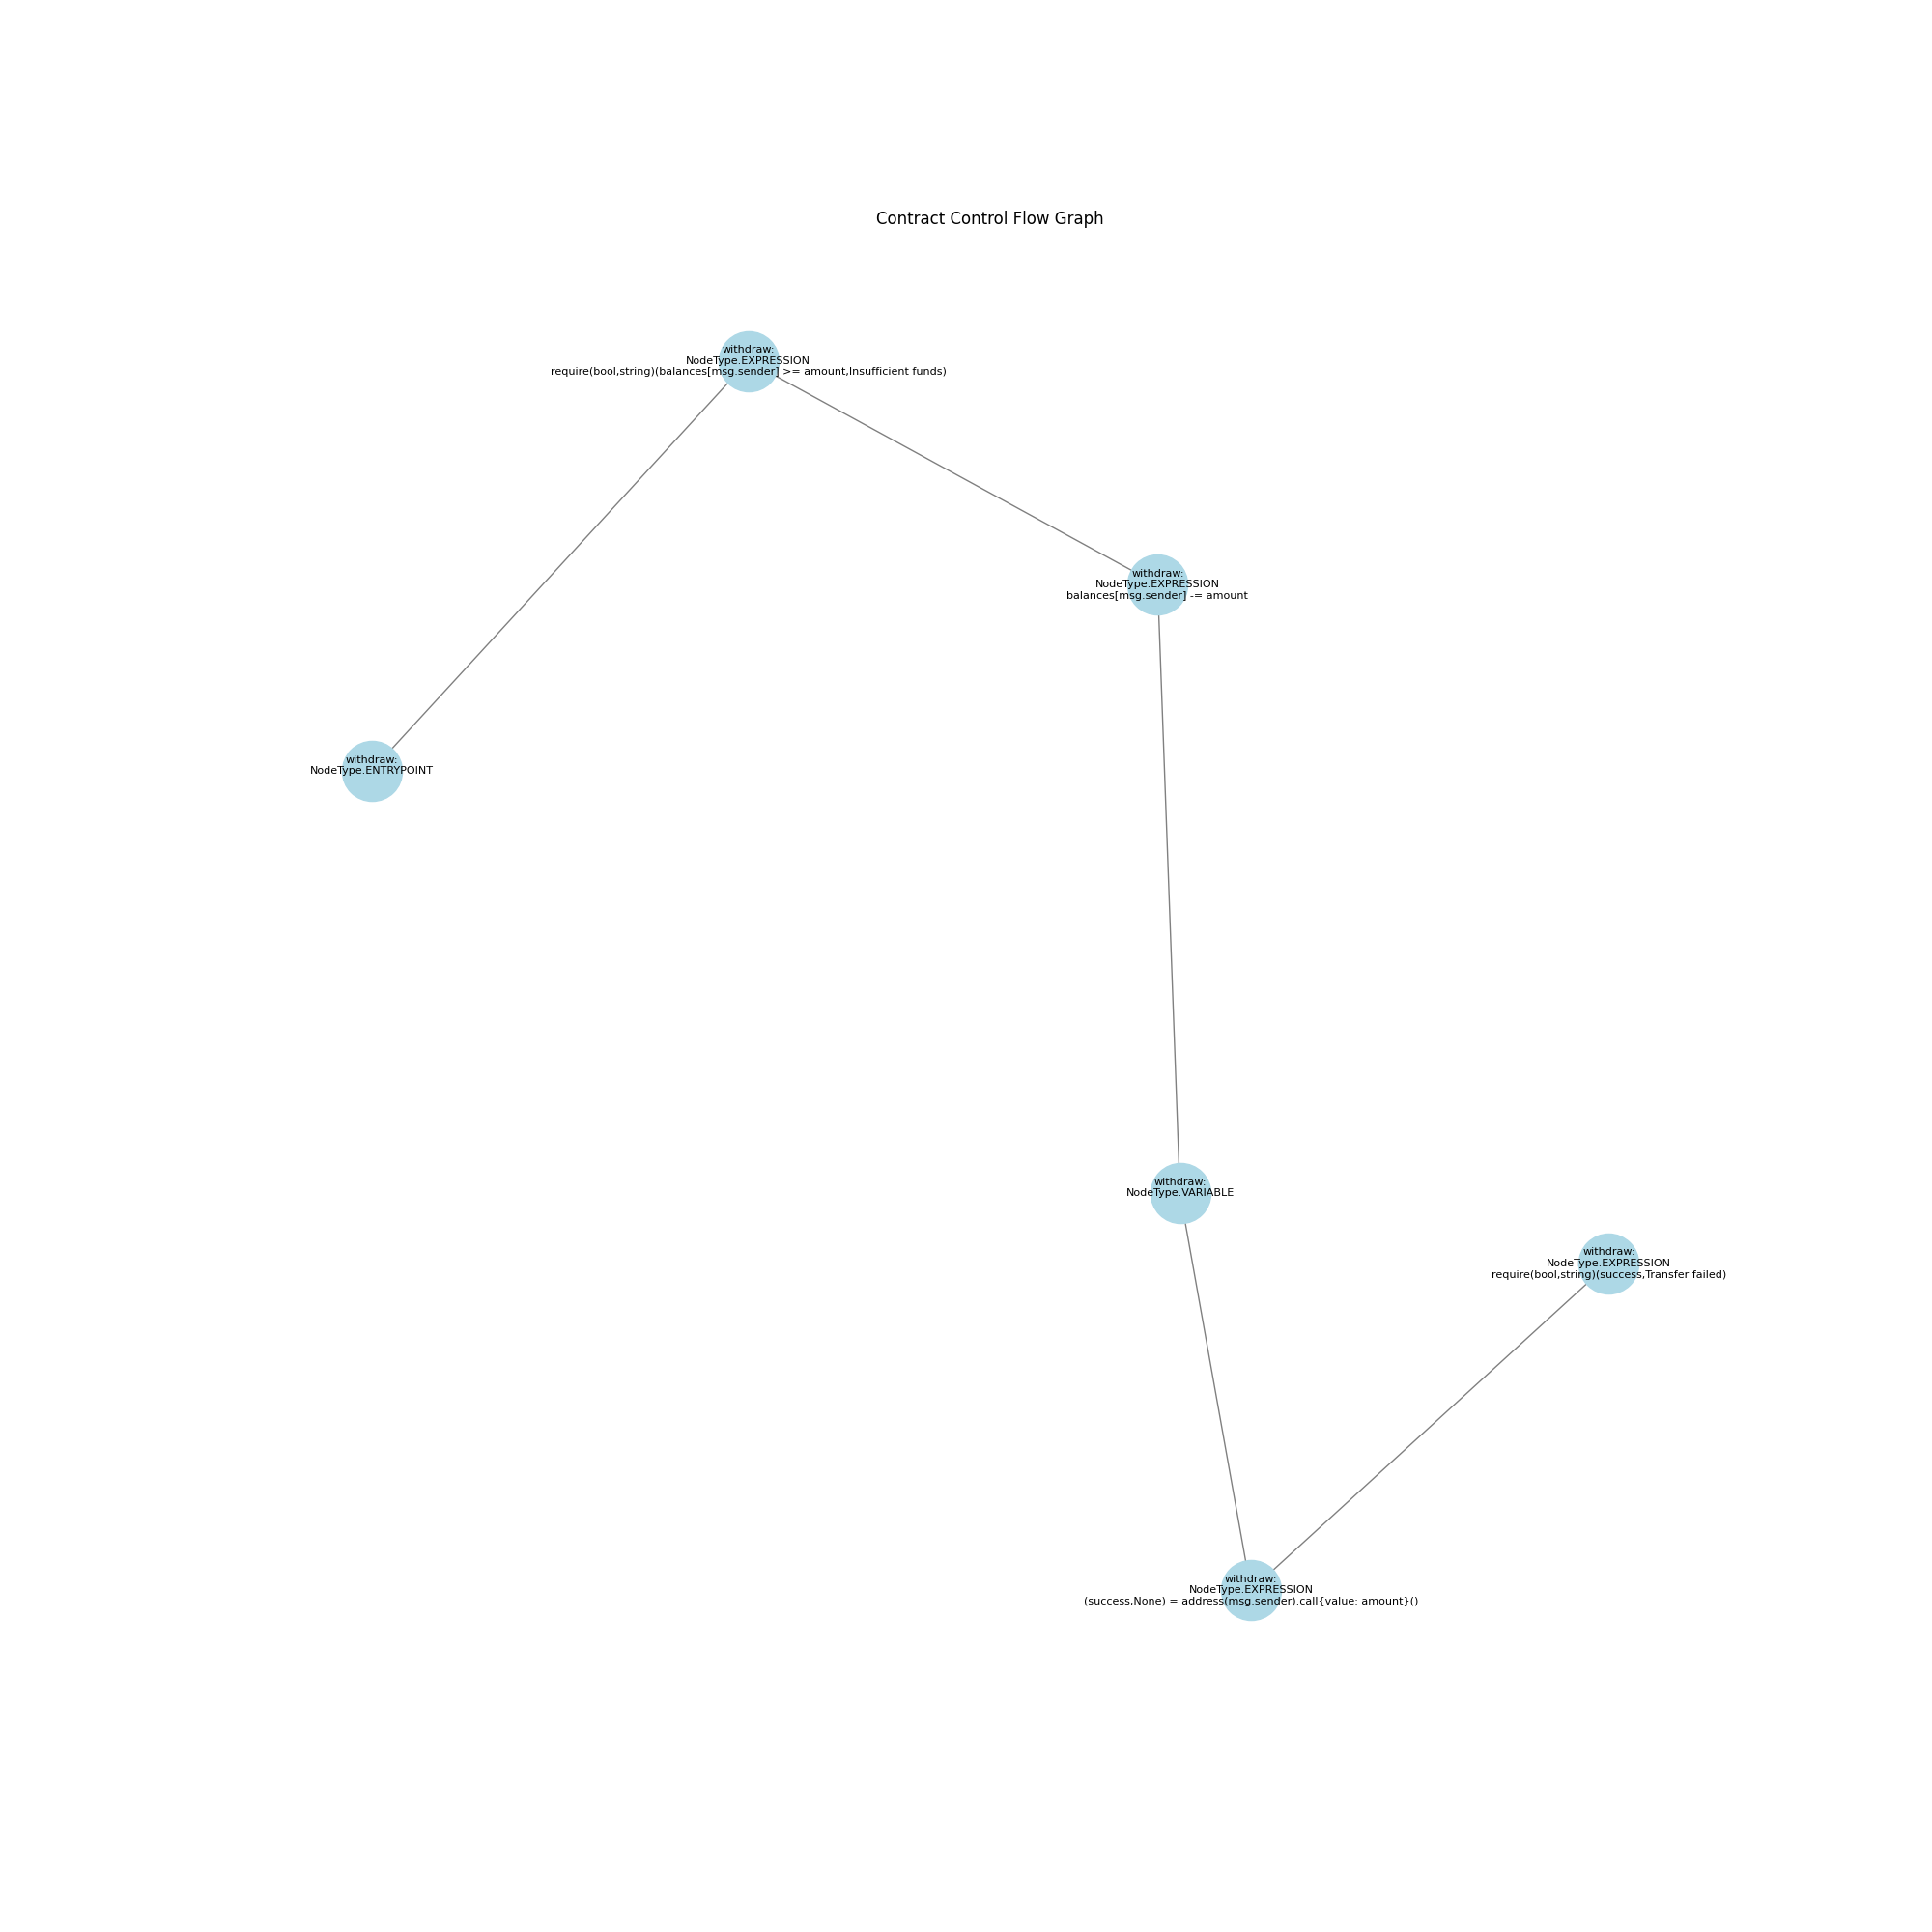 Contract Control Flow Graph
withdraw:
NodeType.EXPRESSION
require(bool,string)(balances[msg.sender] >= amount,Insufficient funds)
withdraw:
NodeType.EXPRESSION
balances[msg.sender] -= amount
withdraw:
NodeType.ENTRYPOINT
withdraw:
NodeType.VARIABLE
withdraw:
NodeType.EXPRESSION
require(bool,string)(success,Transfer failed)
withdraw:
NodeType.EXPRESSION
(success,None) = address(msg.sender).call{value: amount}()